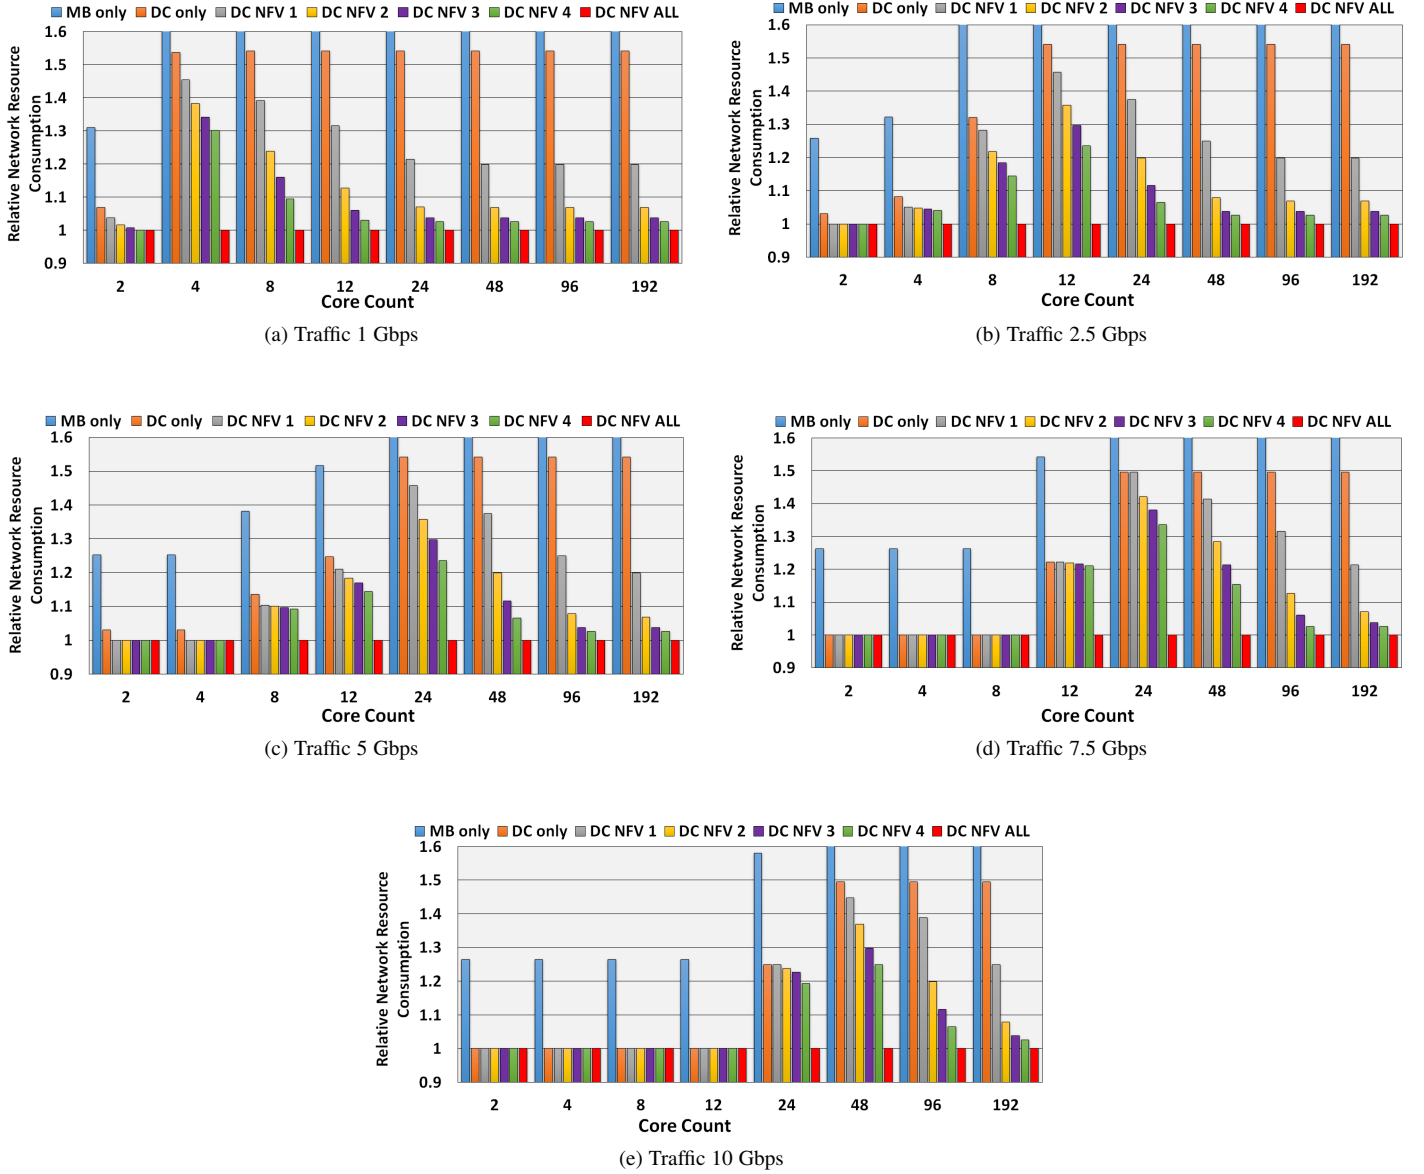 MB only DC only DC NFV 1 DC NFV 2 DC NFV 3 DC NFV 4 DC NFV ALL
Relative Network Resource
Consumption
1.6
1.5
1.4
1.3
1.2
1.1
1
0.9
2 4 8 12 24 48 96 192
Core Count
(a) Traffic 1 Gbps
MB only DC only DC NFV 1 DC NFV 2 DC NFV 3 DC NFV 4 DC NFV ALL
Relative Network Resource
Consumption
1.6
1.5
1.4
1.3
1.2
1.1
1
0.9
2 4 8 12 24 48 96 192
Core Count
(b) Traffic 2.5 Gbps
MB only DC only DC NFV 1 DC NFV 2 DC NFV 3 DC NFV 4 DC NFV ALL
Relative Network Resource
Consumption
1.6
1.5
1.4
1.3
1.2
1.1
1
0.9
2 4 8 12 24 48 96 192
Core Count
(c) Traffic 5 Gbps
MB only DC only DC NFV 1 DC NFV 2 DC NFV 3 DC NFV 4 DC NFV ALL
Relative Network Resource
Consumption
1.6
1.5
1.4
1.3
1.2
1.1
1
0.9
2 4 8 12 24 48 96 192
Core Count
(d) Traffic 7.5 Gbps
MB only DC only DC NFV 1 DC NFV 2 DC NFV 3 DC NFV 4 DC NFV ALL
Relative Network Resource
Consumption
1.6
1.5
1.4
1.3
1.2
1.1
1
0.9
2 4 8 12 24 48 96 192
Core Count
(e) Traffic 10 Gbps